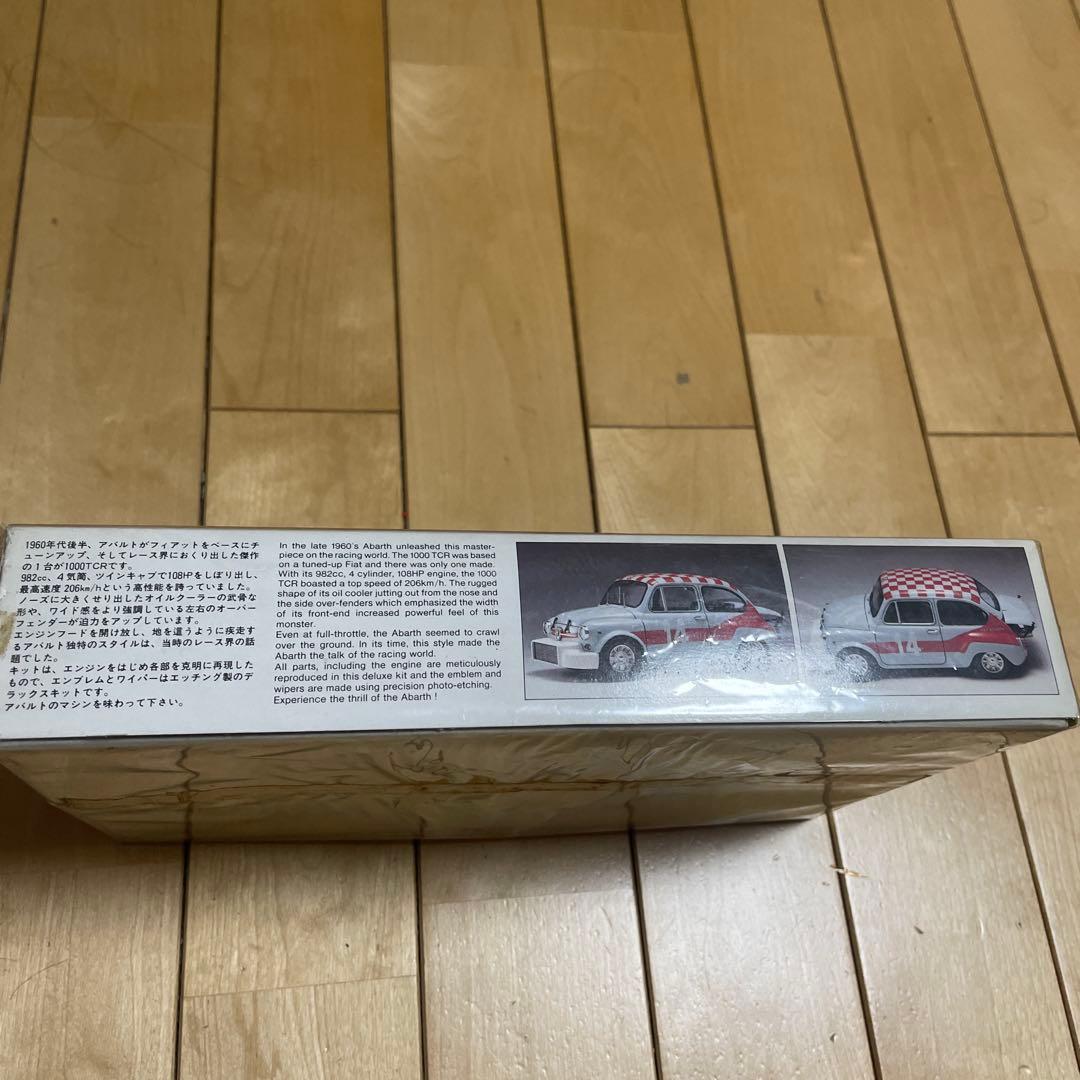 1960年代後半、アバルトがフィアットをベースにチ
ューンアップ、そしてレース界におくり出した傑作
の1台が1000TCRです。
982cc、4気筒、ツインキャブで108HPをしぼり出し、
最高速度206km/hという高性能を誇っていました。
ノーズに大きくせり出したオイルクーラーの武骨な
形や、ワイド感をより強調している左右のオーバー
フェンダーが迫力をアップしています。
エンジンフードを開け放し、地を這うように疾走す
るアバルト独特のスタイルは、当時のレース界の話
題でした。
キットは、エンジンをはじめ各部を克明に再現した
もので、エンブレムとワイパーはエッチング製のデ
ラックスキットです。
アバルトのマシンを味わって下さい。
In the late 1960's Abarth unleashed this master-
piece on the racing world. The 1000 TCR was based
on a tuned-up Fiat and there was only one made.
With its 982cc, 4 cylinder, 108HP engine, the 1000
TCR boasted a top speed of 206km/h. The rugged
shape of its oil cooler jutting out from the nose and
the side over-fenders which emphasized the width
of its front-end increased powerful feel of this
monster.
Even at full-throttle, the Abarth seemed to crawl
over the ground. In its time, this style made the
Abarth the talk of the racing world.
All parts, including the engine are meticulously
reproduced in this deluxe kit and the emblem and
wipers are made using precision photo-etching.
Experience the thrill of the Abarth !
14
14